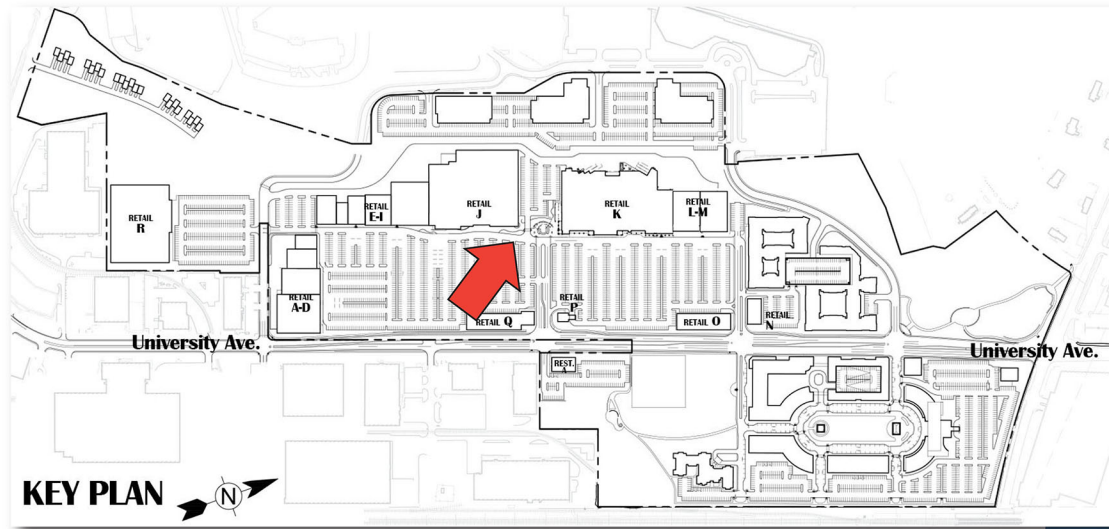 RETAIL
R
RETAIL
E-I
RETAIL
J
RETAIL
K
RETAIL
L-M
RETAIL
A-D
RETAIL Q
RETAIL
P
RETAIL O
RETAIL
N
University Ave.
University Ave.
REST.
A
KEY PLAN
N